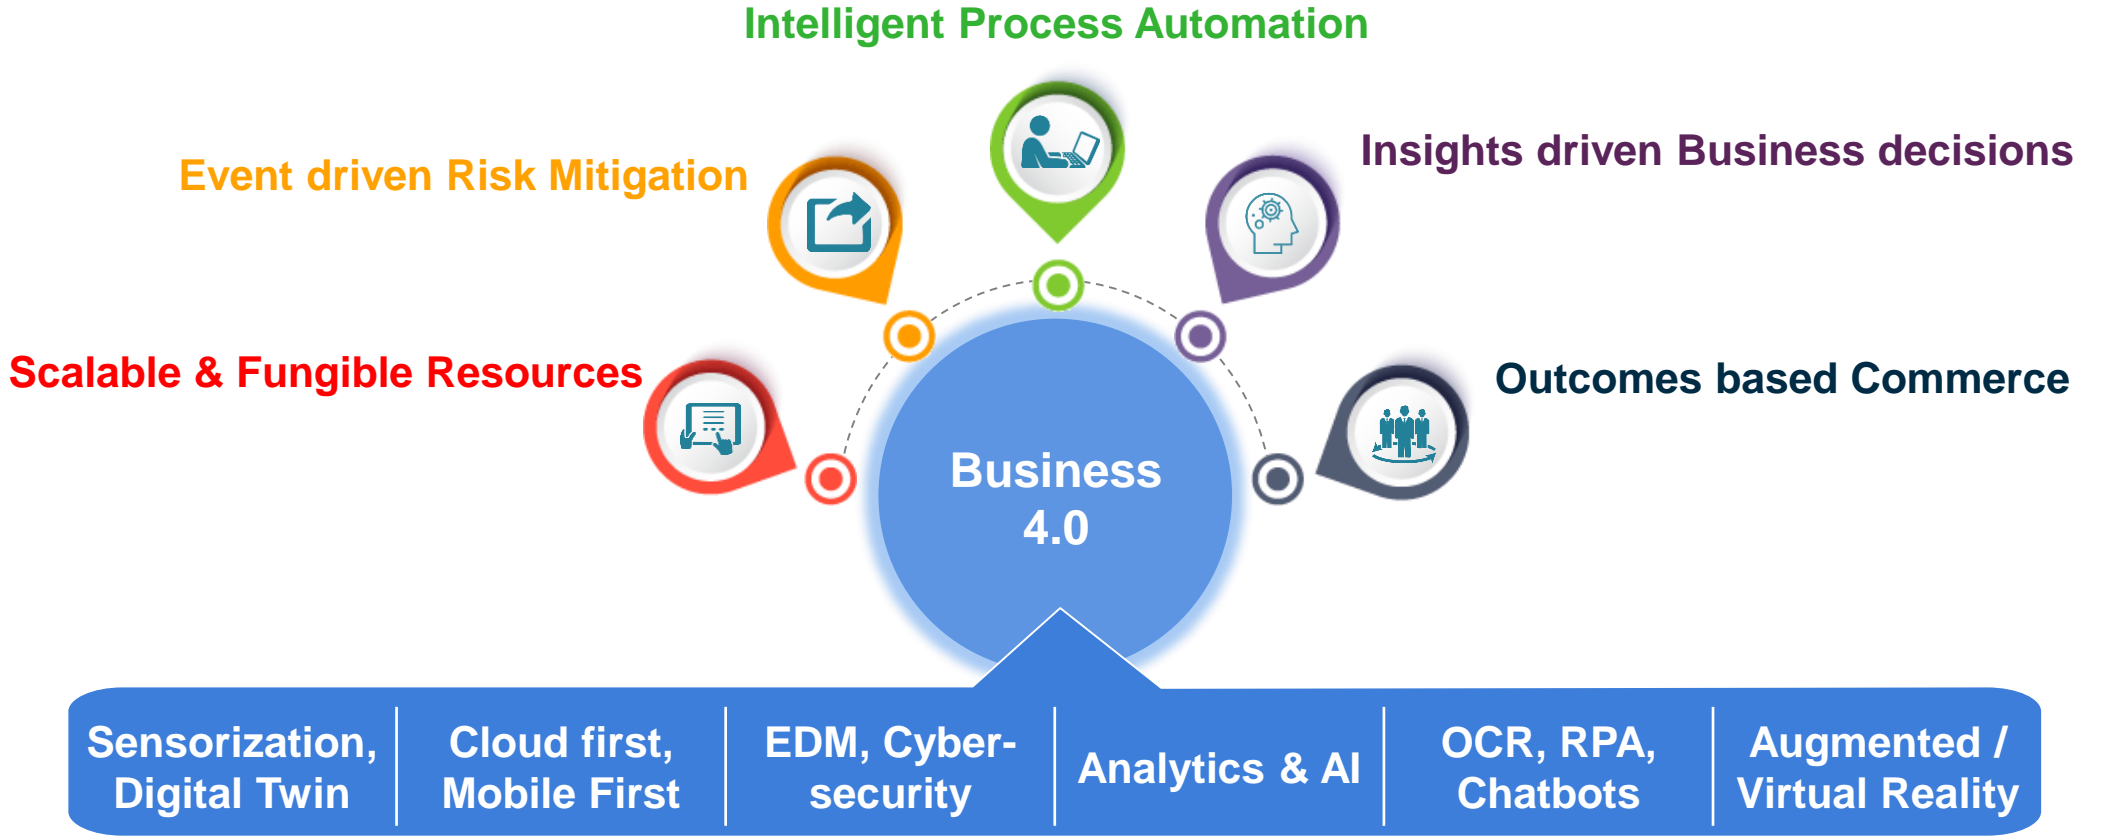 Intelligent Process Automation
Event driven Risk Mitigation
Insights driven Business decisions
Scalable & Fungible Resources
Outcomes based Commerce
Business
4.0
Sensorization,
Digital Twin
Cloud first,
Mobile First
EDM, Cyber-
security
Analytics & AI
OCR, RPA,
Chatbots
Augmented /
Virtual Reality